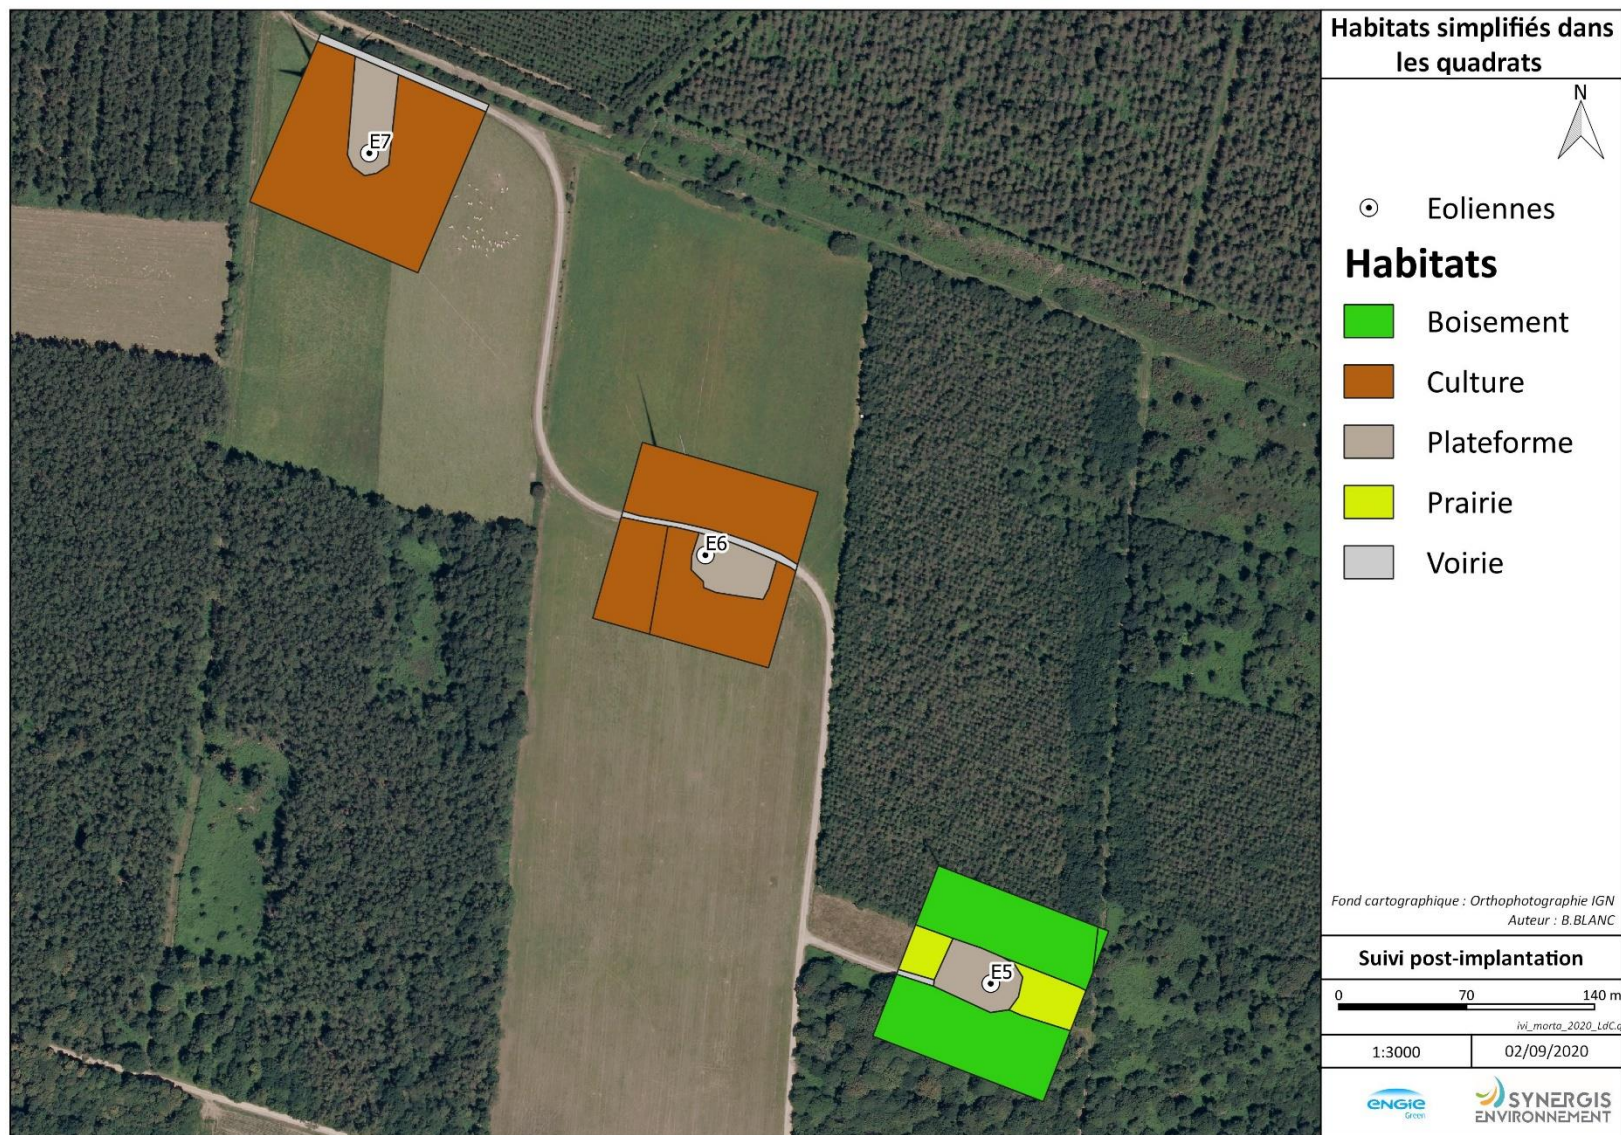 Habitats simplifiés dans
les quadrats
N
Eoliennes
Habitats
Boisement
Culture
Plateforme
Prairie
Voirie
Fond cartographique : Orthophotographie IGN
Auteur : B.BLANC
Suivi post-implantation
0 70 140 m
1:3000
02/09/2020
ENGIE
Green
SYNERGIS
ENVIRONNEMENT
E7
E6
E5